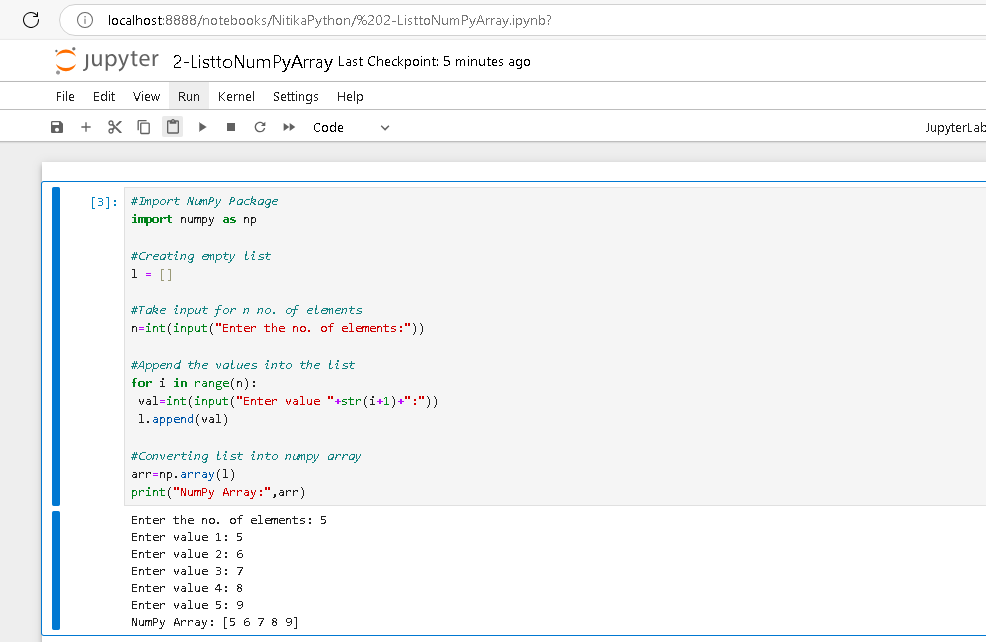 localhost:8888/notebooks/NitikaPython/%202-ListtoNumPyArray.ipynb?
jupyter 2-ListtoNumPyArray Last Checkpoint: 5 minutes ago
File Edit View Run Kernel Settings Help
Code JupyterLab
[3]: #Import NumPy Package
import numpy as np
#Creating empty list
l = []
#Take input for n no. of elements
n=int(input("Enter the no. of elements:"))
#Append the values into the list
for i in range(n):
 val=int(input("Enter value "+str(i+1)+":"))
 l.append(val)
#Converting list into numpy array
arr=np.array(l)
print("NumPy Array:",arr)
Enter the no. of elements: 5
Enter value 1: 5
Enter value 2: 6
Enter value 3: 7
Enter value 4: 8
Enter value 5: 9
NumPy Array: [5 6 7 8 9]